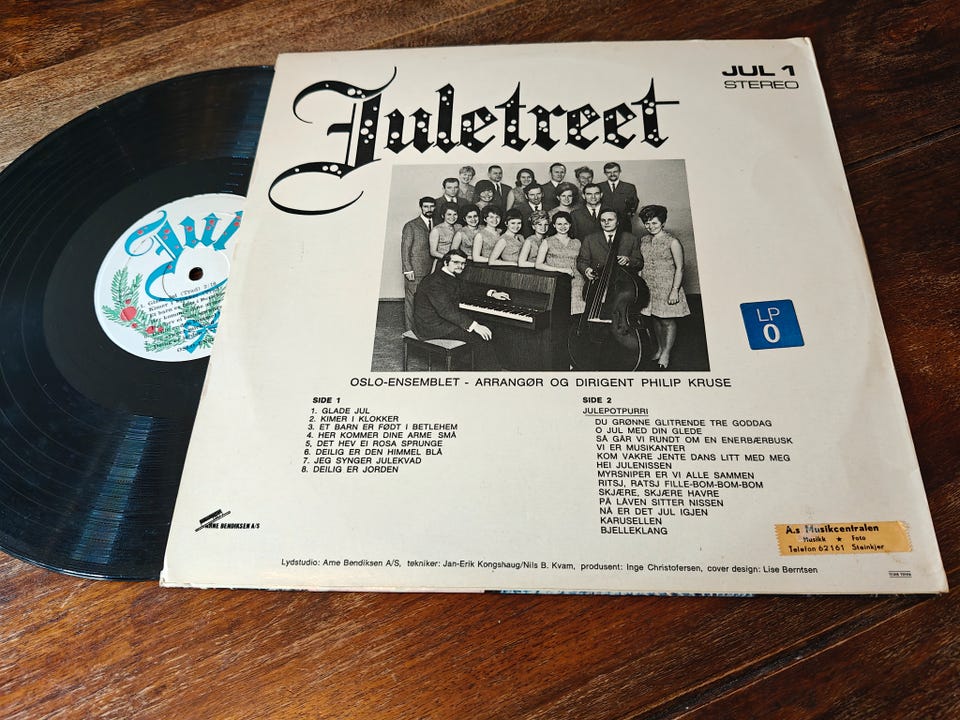 Juletreet
JUL 1
STEREO
LP
0
OSLO-ENSEMBLET - ARRANGØR OG DIRIGENT PHILIP KRUSE
SIDE 1
1. GLADE JUL
2. KIMER I KLOKKER
3. ET BARN ER FØDT I BETLEHEM
4. HER KOMMER DINE ARME SMÅ
5. DET HEV EI ROSA SPRUNGE
6. DEILIG ER DEN HIMMEL BLÅ
7. JEG SYNGER JULEKVAD
8. DEILIG ER JORDEN
SIDE 2
JULEPOTPURRI
DU GRØNNE GLITRENDE TRE GODDAG
O JUL MED DIN GLEDE
SÅ GÅR VI RUNDT OM EN ENERBÆRBUSK
VI ER MUSIKANTER
KOM VAKRE JENTE DANS LITT MED MEG
HEI JULENISSEN
MYRSNIPER ER VI ALLE SAMMEN
RITSJ, RATSJ FILLE-BOM-BOM-BOM
SKJÆRE, SKJÆRE HAVRE
PÅ LÅVEN SITTER NISSEN
NÅ ER DET JUL IGJEN
KARUSELLEN
BJELLEKLANG
ARNE BENDIKSEN A/S
A.s Musikcentralen
Musikk ★ Foto
Telefon 62161 Steinkjer
Lydstudio: Arne Bendiksen A/S, tekniker: Jan-Erik Kongshaug/Nils B. Kvam, produsent: Inge Christofersen, cover design: Lise Berntsen
Jul
1. Glade jul (Trad) 2:16